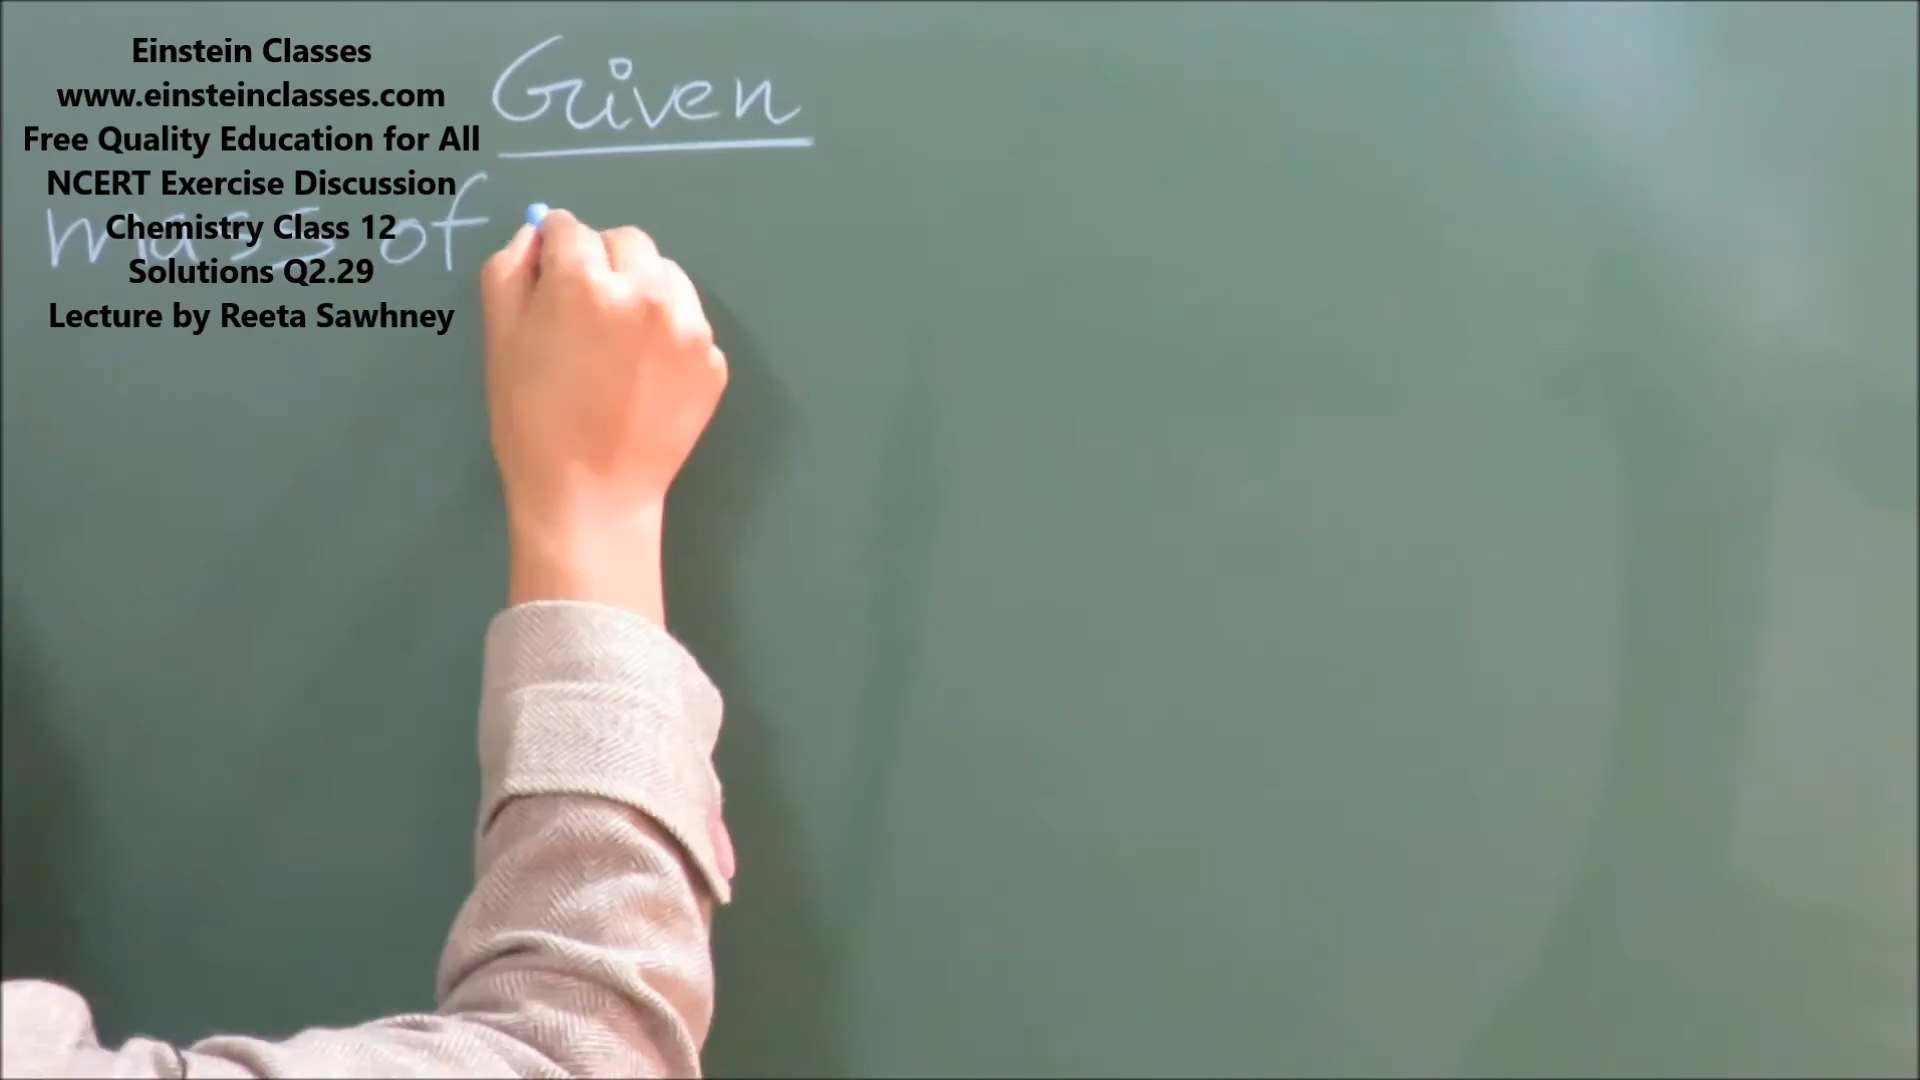 Einstein Classes
www.einsteinclasses.com
Free Quality Education for All
NCERT Exercise Discussion
Chemistry Class 12
Solutions Q2.29
Lecture by Reeta Sawhney
Given
mass of